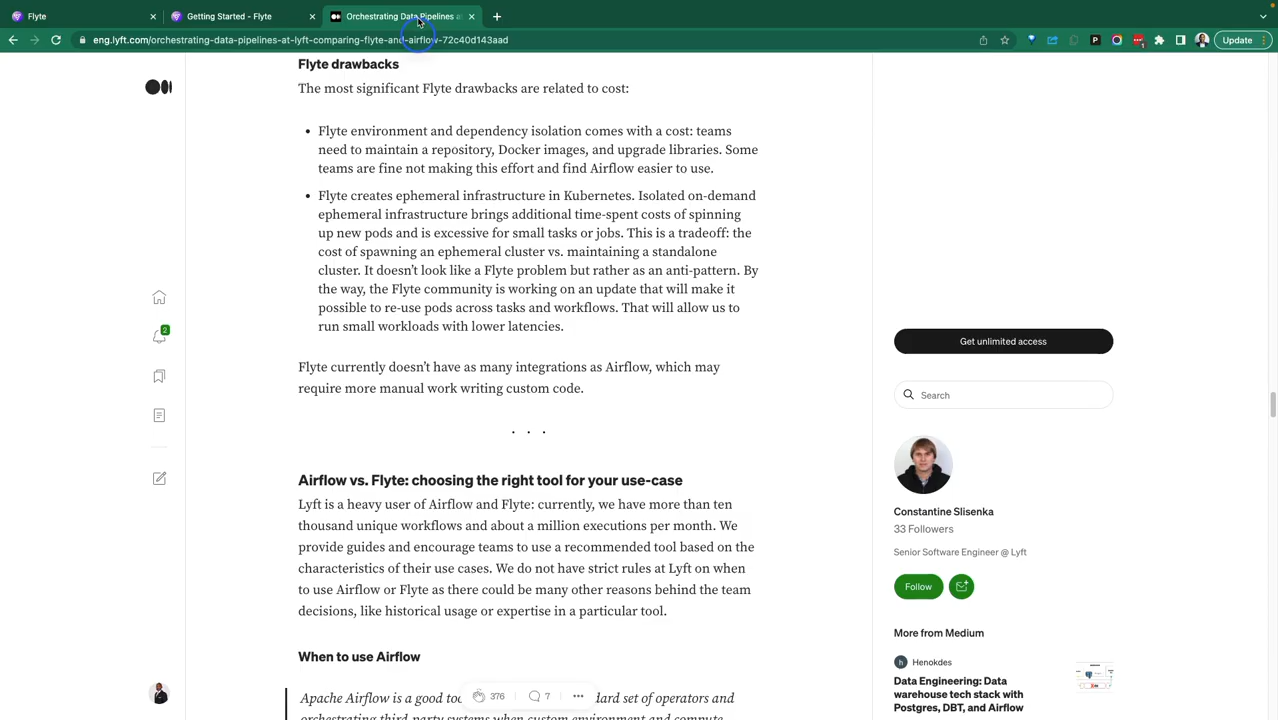 Flyte
Getting Started - Flyte
Orchestrating Data Pipelines a
eng.lyft.com/orchestrating-data-pipelines-at-lyft-comparing-flyte-and-airflow-72c40d143aad
Update
Flyte drawbacks
The most significant Flyte drawbacks are related to cost:
• Flyte environment and dependency isolation comes with a cost: teams
need to maintain a repository, Docker images, and upgrade libraries. Some
teams are fine not making this effort and find Airflow easier to use.
• Flyte creates ephemeral infrastructure in Kubernetes. Isolated on-demand
ephemeral infrastructure brings additional time-spent costs of spinning
up new pods and is excessive for small tasks or jobs. This is a tradeoff: the
cost of spawning an ephemeral cluster vs. maintaining a standalone
cluster. It doesn’t look like a Flyte problem but rather as an anti-pattern. By
the way, the Flyte community is working on an update that will make it
possible to re-use pods across tasks and workflows. That will allow us to
run small workloads with lower latencies.
Flyte currently doesn’t have as many integrations as Airflow, which may
require more manual work writing custom code.
. . .
Airflow vs. Flyte: choosing the right tool for your use-case
Lyft is a heavy user of Airflow and Flyte: currently, we have more than ten
thousand unique workflows and about a million executions per month. We
provide guides and encourage teams to use a recommended tool based on the
characteristics of their use cases. We do not have strict rules at Lyft on when
to use Airflow or Flyte as there could be many other reasons behind the team
decisions, like historical usage or expertise in a particular tool.
When to use Airflow
Apache Airflow is a good too
dard set of operators and
orchestrating third-party systems when custom environment and compute
376
7
2
Get unlimited access
Search
Constantine Slisenka
33 Followers
Senior Software Engineer @ Lyft
Follow
More from Medium
h Henokdes
Data Engineering: Data
warehouse tech stack with
Postgres, DBT, and Airflow